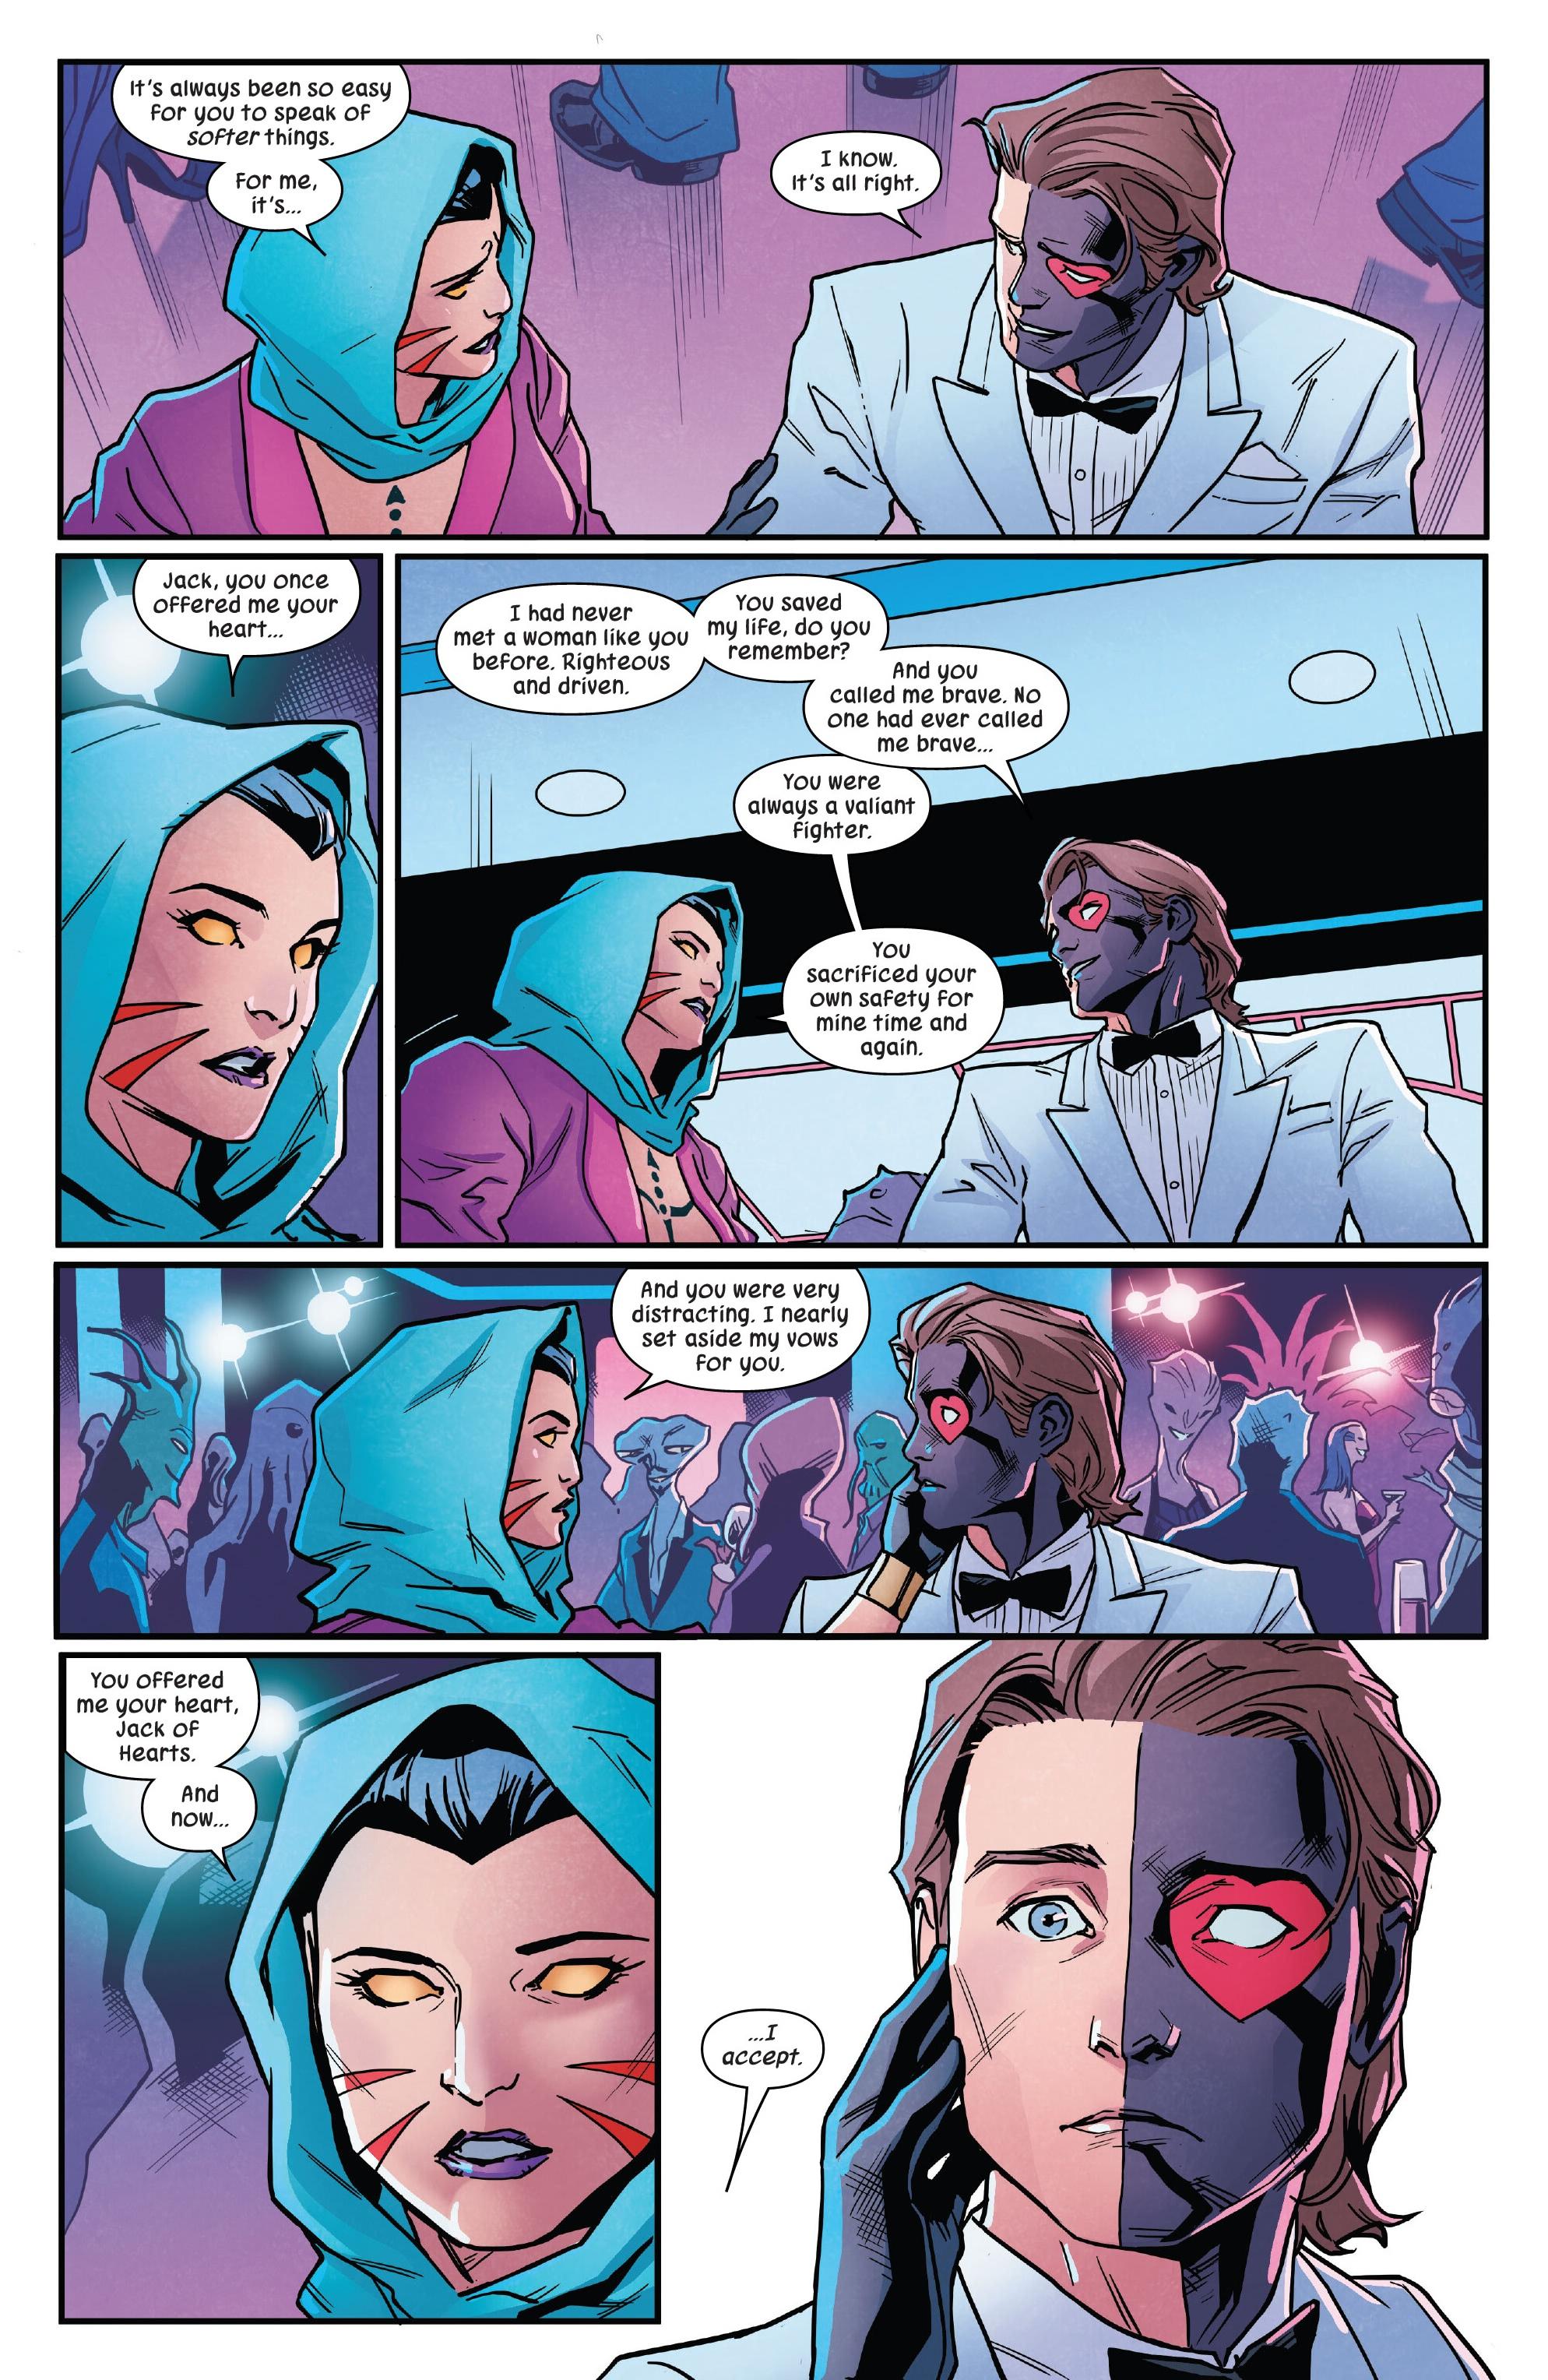 It's always been so easy
for you to speak of
softer things.
For me,
it's...
I know.
It's all right.
Jack, you once
offered me your
heart...
I had never
met a woman like you
before. Righteous
and driven.
You saved
my life, do you
remember?
And you
called me brave. No
one had ever called
me brave...
You were
always a valiant
fighter.
You
sacrificed your
own safety for
mine time and
again.
And you were very
distracting. I nearly
set aside my vows
for you.
You offered
me your heart,
Jack of
Hearts.
And
now...
...I
accept.